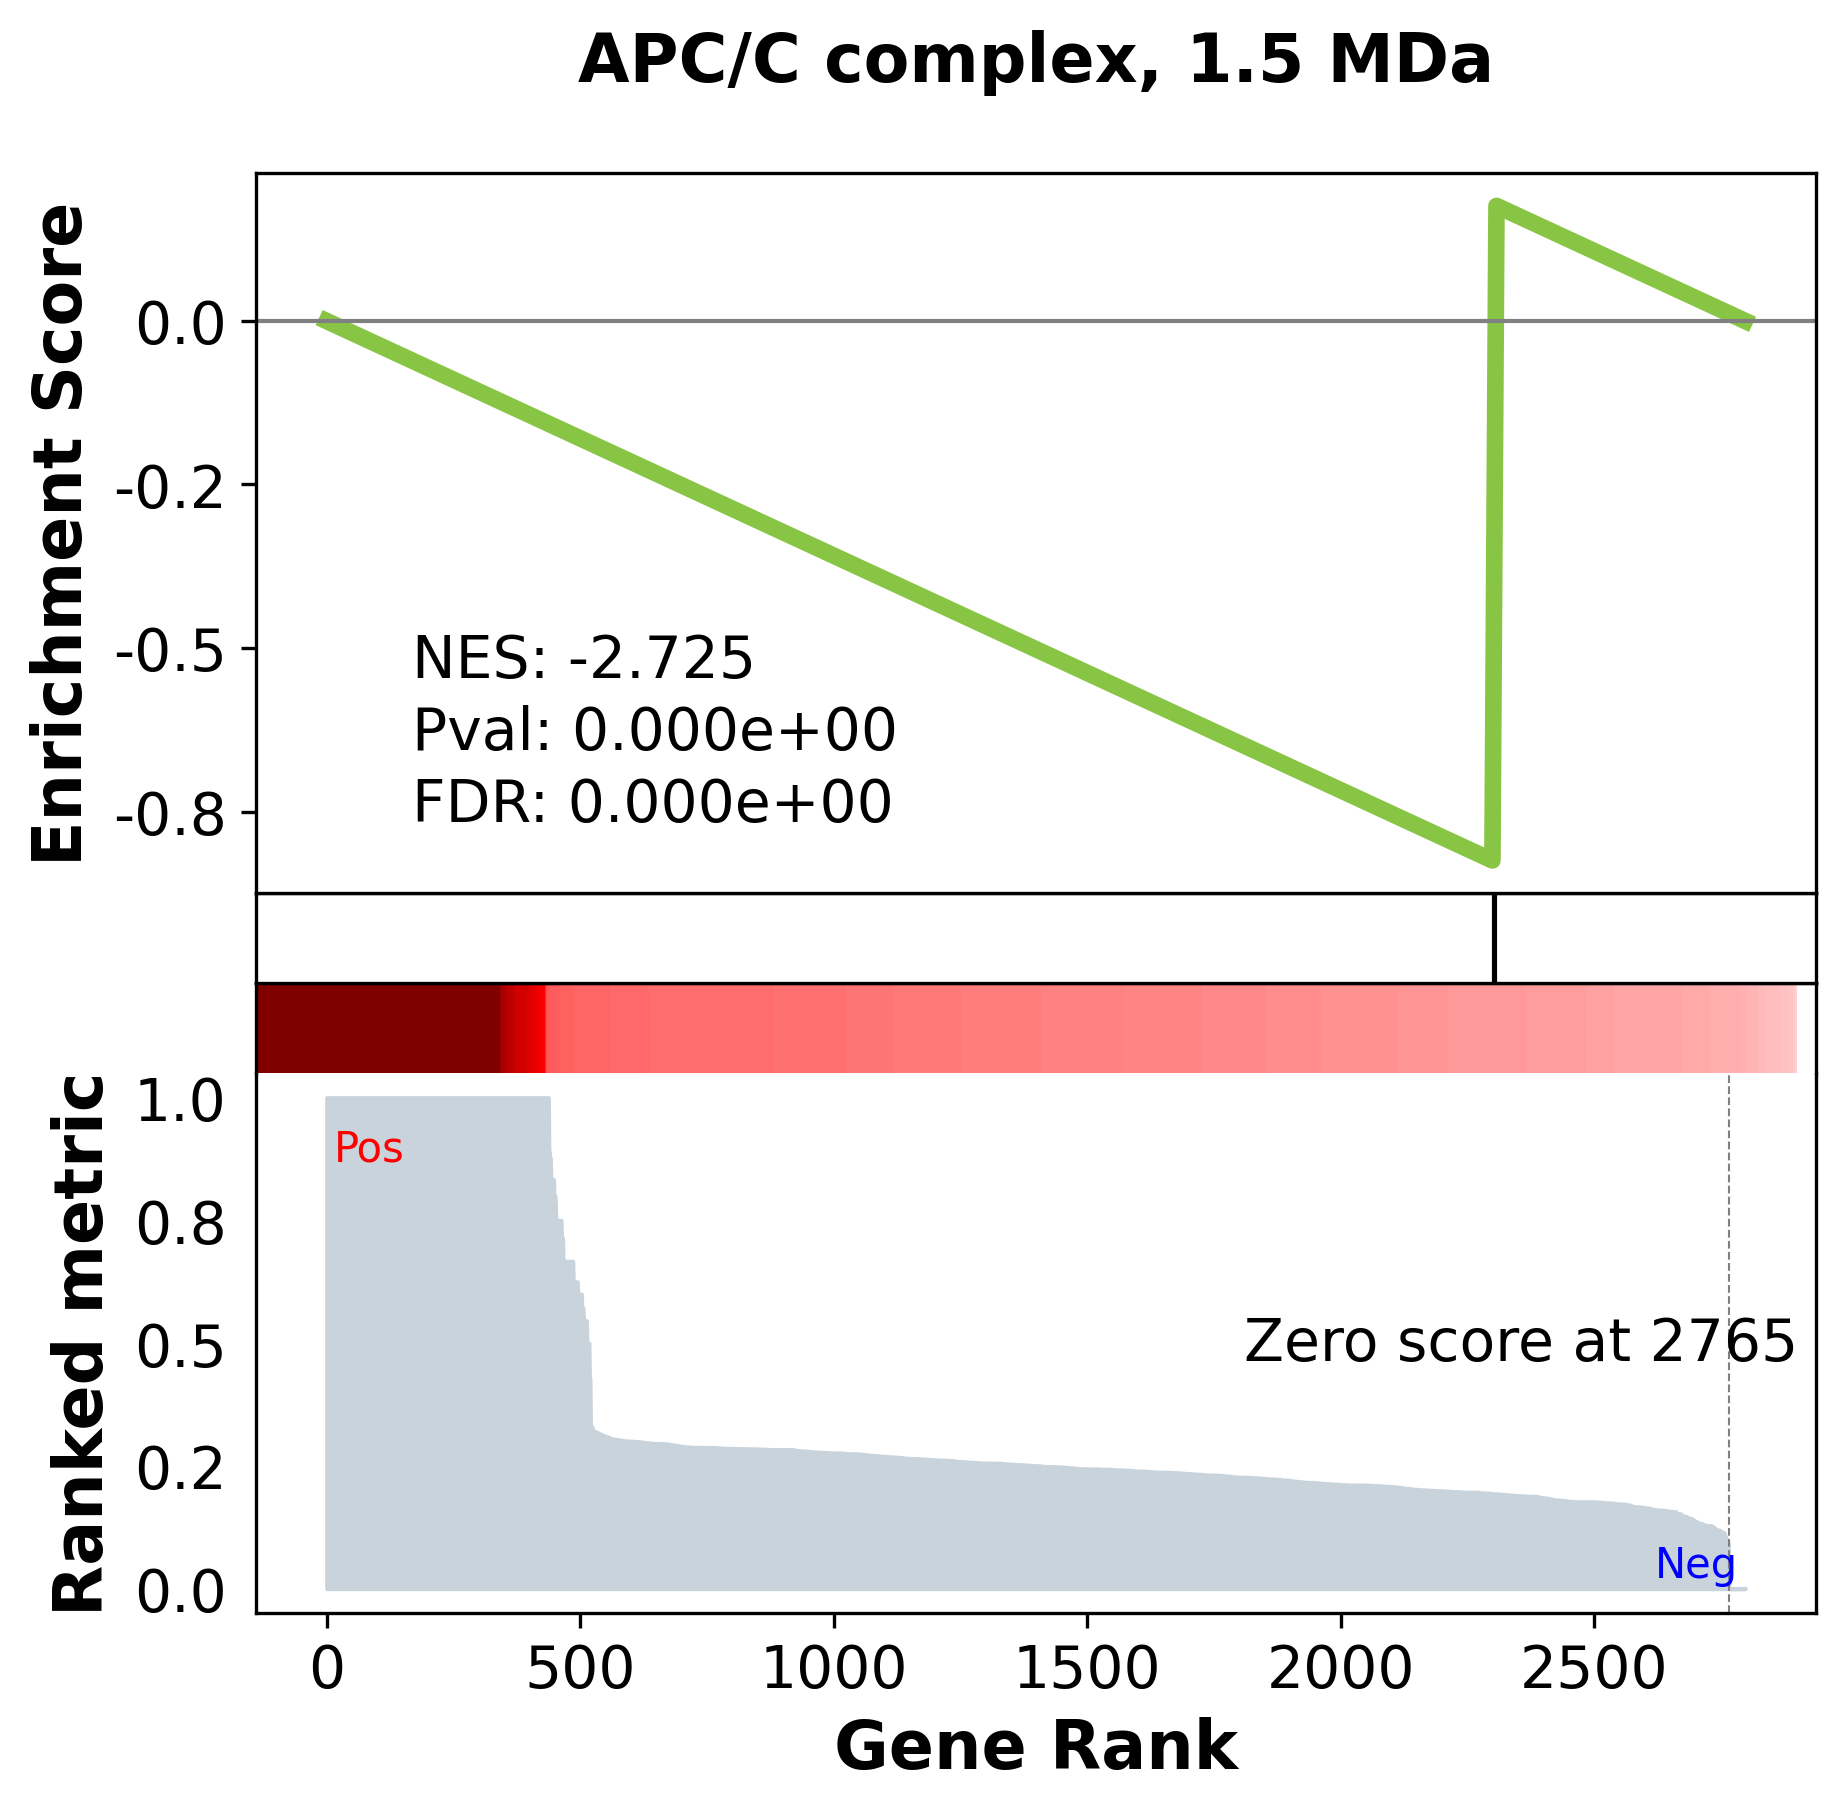 APC/C complex, 1.5 MDa
Enrichment Score
0.0
-0.2
-0.5
-0.8
NES: -2.725
Pval: 0.000e+00
FDR: 0.000e+00
Ranked metric
1.0
0.8
0.5
0.2
0.0
Pos
Zero score at 2765
Neg
0 500 1000 1500 2000 2500
Gene Rank